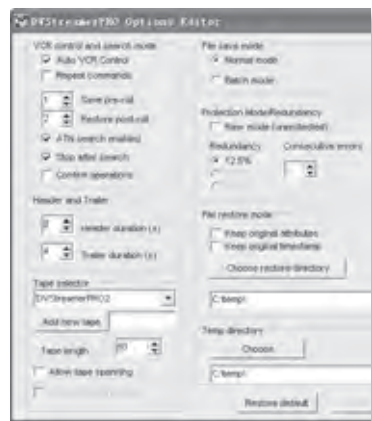 DVStreamerPRO Options Editor
VCR control and search mode
Auto VCR Control
Repeat commands
1 Save pre-roll
2 Restore post-roll
ATN search enabled
Stop after search
Confirm operations
Header and Trailer
Header duration (s)
4 Trailer duration (s)
Tape selector
DVStreamerPRO2
Add new tape
Tape length 60
Allow tape spanning
File save mode
Normal mode
Batch mode
Protection Mode/Redundancy
Raw mode (unprotected)
Redundancy Consecutive errors
12.5%
File restore mode
Keep original attributes
Keep original timestamp
Choose restore directory
C:\temp\
Temp directory
Choose
C:\temp\
Restore default